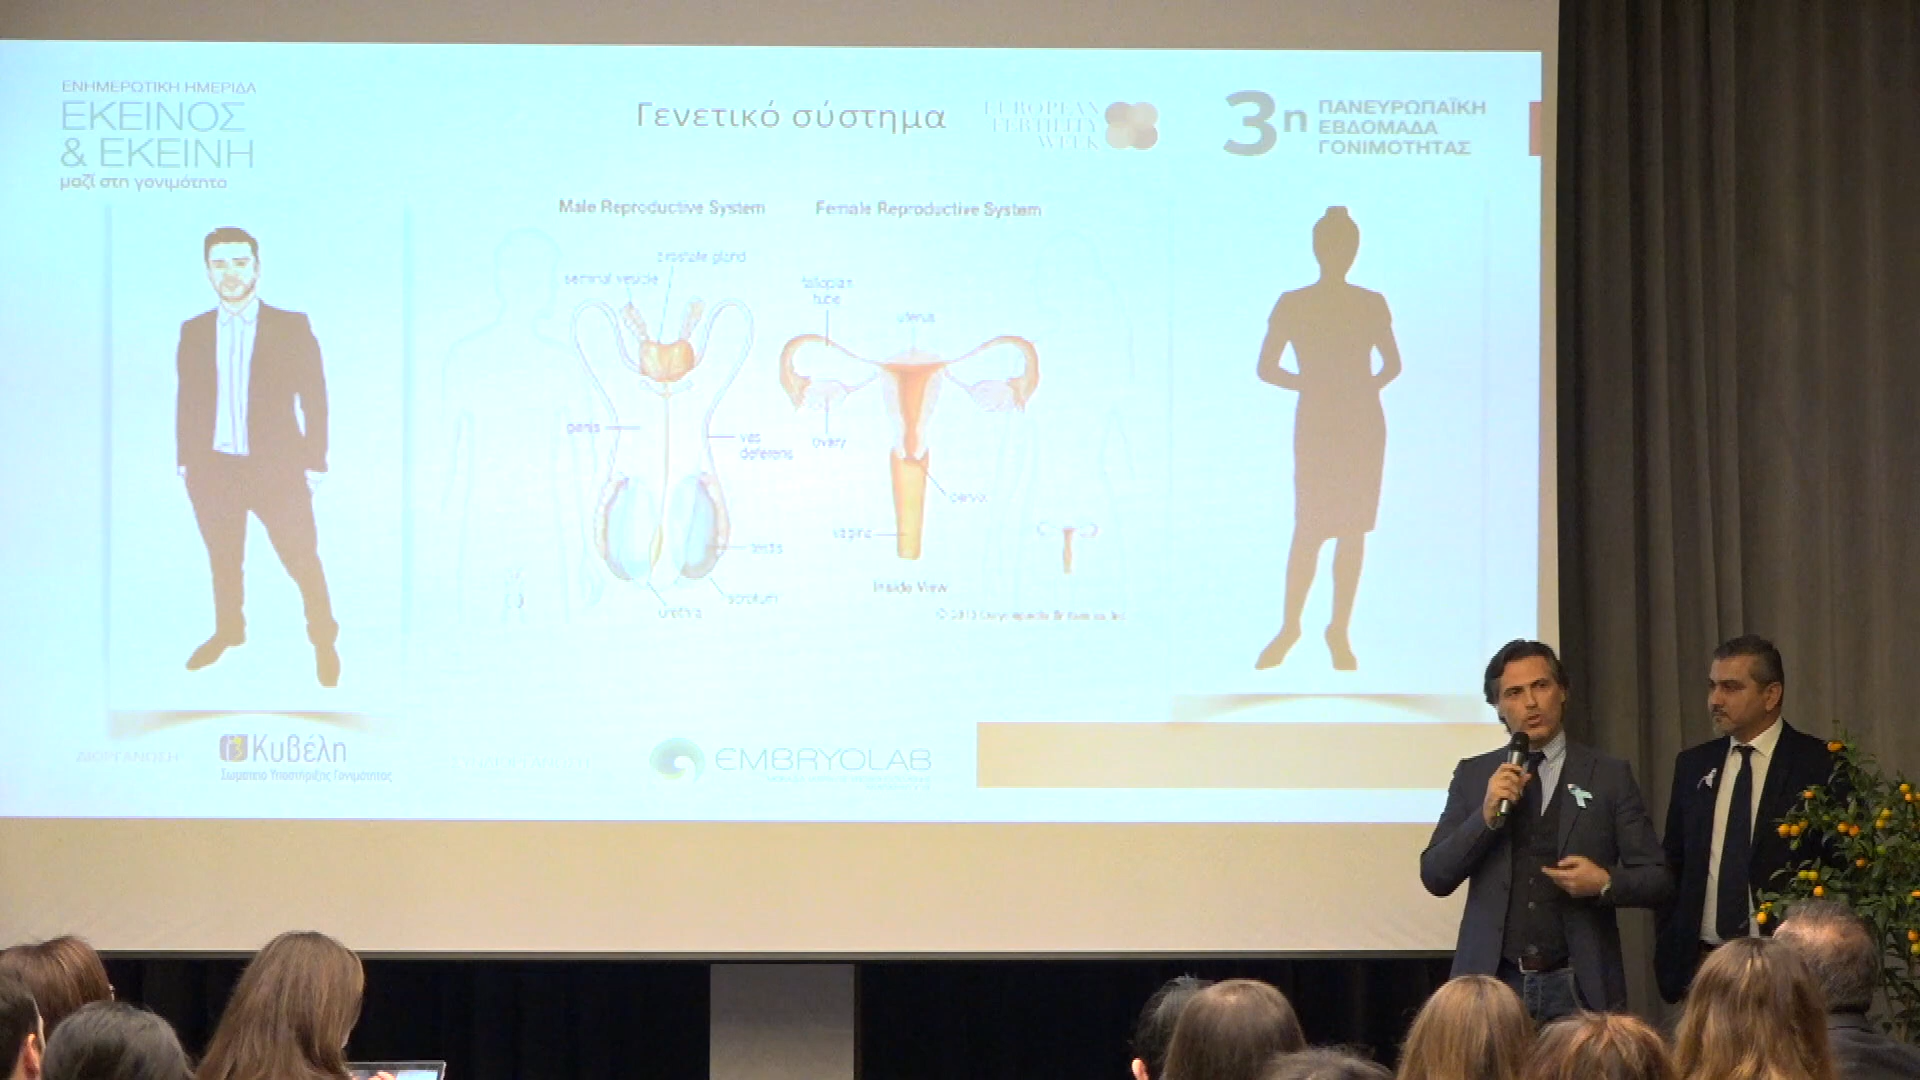 ΕΝΗΜΕΡΩΤΙΚΗ ΗΜΕΡΙΔΑ
ΕΚΕΙΝΟΣ
& ΕΚΕΙΝΗ
μαζί στη γονιμότητα
Γενετικό σύστημα
EUROPEAN
FERTILITY
WEEK
3η ΠΑΝΕΥΡΩΠΑΪΚΗ
ΕΒΔΟΜΑΔΑ
ΓΟΝΙΜΟΤΗΤΑΣ
Male Reproductive System
Female Reproductive System
prostate gland
seminal vesicle
fallopian
tube
uterus
penis
vas
deferens
ovary
cervix
vagina
testis
scrotum
urethra
Inside View
ΔΙΟΡΓΑΝΩΣΗ
Κυβέλη
Σωματείο Υποστήριξης Γονιμότητας
ΣΥΝΔΙΟΡΓΑΝΩΣΗ
EMBRYOLAB